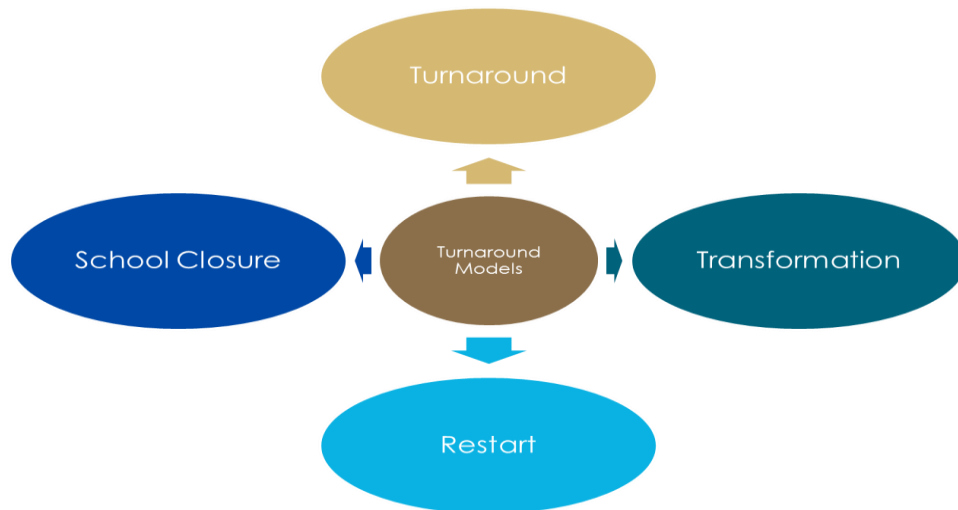 Turnaround
School Closure
Turnaround
Models
Transformation
Restart